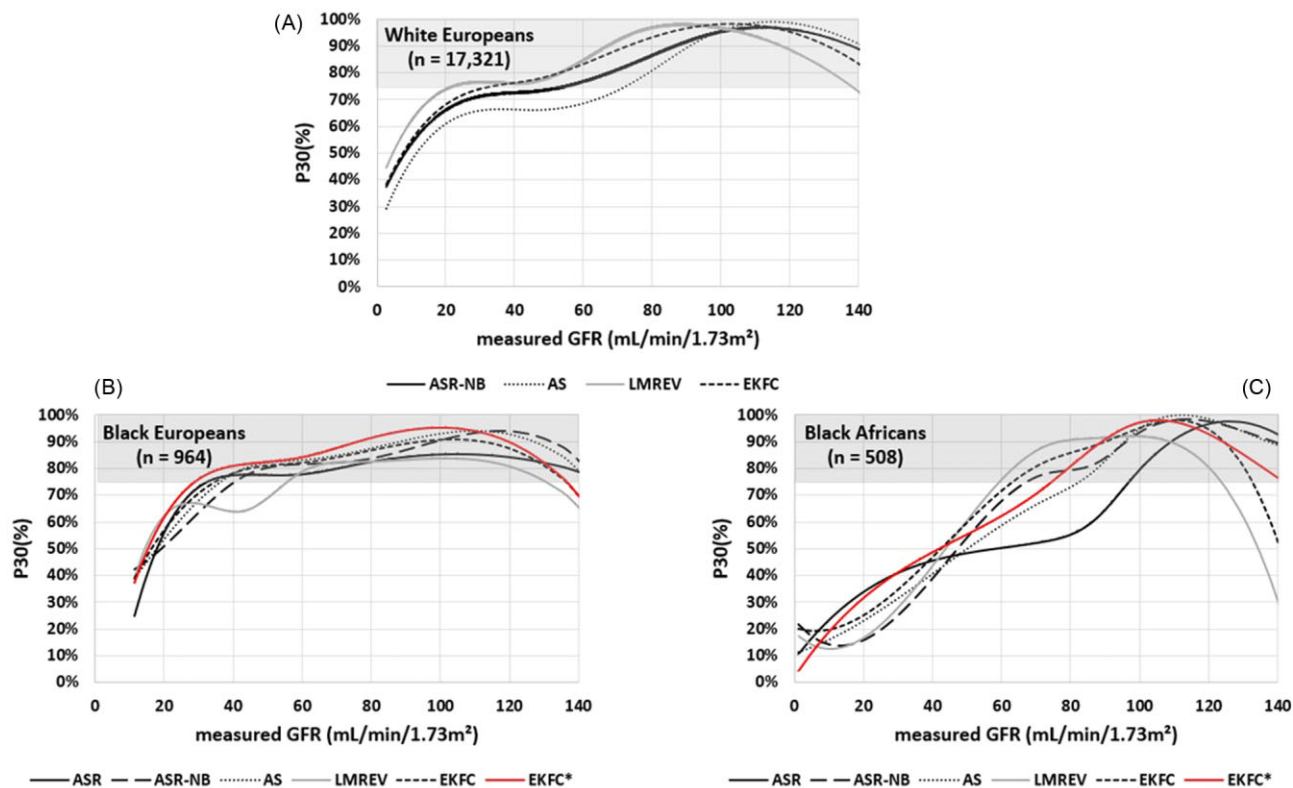 (A)
White Europeans
(n = 17,321)
P30(%)
100%
90%
80%
70%
60%
50%
40%
30%
20%
10%
0%
0 20 40 60 80 100 120 140
measured GFR (mL/min/1.73m²)
ASR-NB AS LMREV EKFC
(B)
Black Europeans
(n = 964)
P30(%)
100%
90%
80%
70%
60%
50%
40%
30%
20%
10%
0%
0 20 40 60 80 100 120 140
measured GFR (mL/min/1.73m²)
ASR ASR-NB AS LMREV EKFC EKFC*
(C)
Black Africans
(n = 508)
P30(%)
100%
90%
80%
70%
60%
50%
40%
30%
20%
10%
0%
0 20 40 60 80 100 120 140
measured GFR (mL/min/1.73m²)
ASR ASR-NB AS LMREV EKFC EKFC*